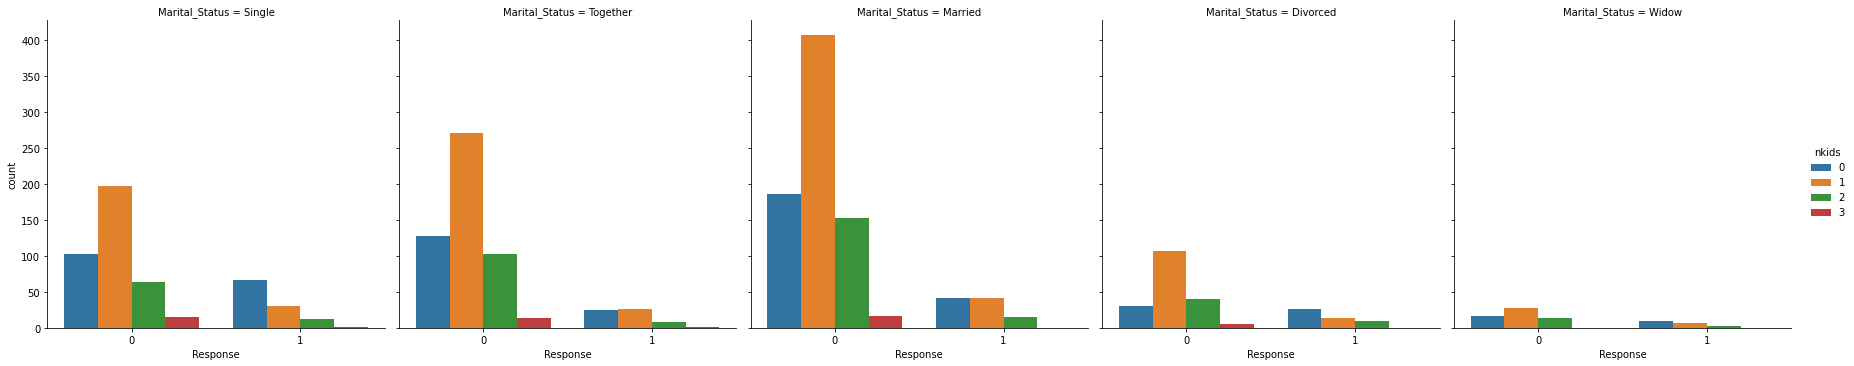 Marital_Status = Single
Marital_Status = Together
Marital_Status = Married
Marital_Status = Divorced
Marital_Status = Widow
400
350
300
250
200
150
100
50
0
count
0 1
Response
0 1
Response
0 1
Response
0 1
Response
0 1
Response
nkids
0
1
2
3